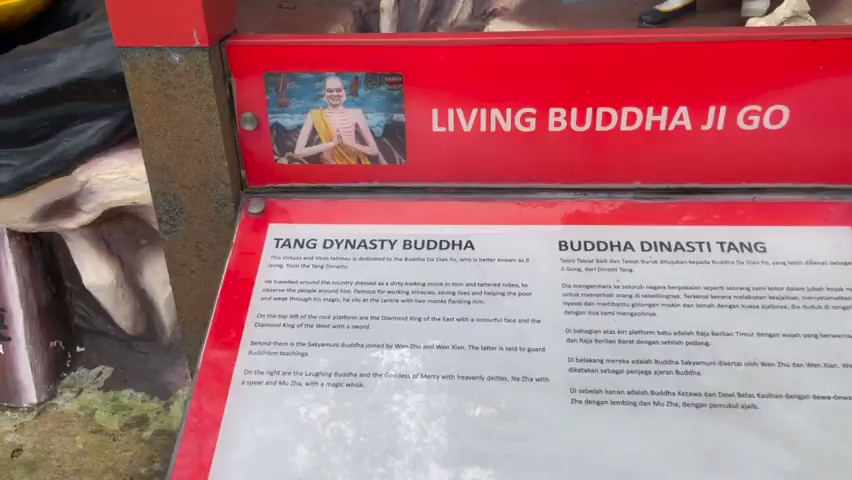 LIVING BUDDHA JI GO
TANG DYNASTY BUDDHA
This Virtues and Vices Tableau is dedicated to the Buddha Da Dian Fo, who is better known as Ji
Gong, from the Tang Dynasty.
He travelled around the country dressed as a dirty-looking monk in torn and tattered robes, to
observe the people around him. Famous for working miracles, saving lives and helping the poor
and weak through his magic, he sits at the centre with two monks flanking him.
On the top left of the rock platform are the Diamond King of the East with a colourful face and the
Diamond King of the West with a sword.
Behind them is the Sakyamuni Buddha joined by Wen Zhu and Wen Xian. The latter is said to guard
Buddhism teachings.
On the right are the Laughing Buddha and the Goddess of Mercy with heavenly deities, Na Zha with
a spear and Mu Zha, with a magic whisk.
BUDDHA DINASTI TANG
Tablo Tabiat Baik dan Tabiat Buruk ditujukan kepada Buddha Da Dian Fo, yang lebih dikenali sebagai
Ji Gong, dari Dinasti Tang.
Dia mengembara ke seluruh negara berpakaian seperti seorang sami kotor dalam jubah koyak
untuk memerhati orang di sekelilingnya. Terkenal kerana melakukan keajaiban, menyelamatkan
nyawa dan membantu golongan miskin dan lemah dengan kuasa ajaibnya, dia duduk di
dengan dua sami mengapitnya.
Di bahagian atas kiri platform batu adalah Raja Berlian Timur dengan wajah yang
dan Raja Berlian Barat dengan sebilah pedang.
Di belakang mereka adalah Buddha Sakyamuni disertai oleh Wen Zhu dan Wen Xian.
dikatakan sebagai penjaga ajaran Buddha.
Di sebelah kanan adalah Buddha Ketawa dan Dewi Belas Kasihan dengan
Zha dengan lembing dan Mu Zha, dengan pemukul ajaib.